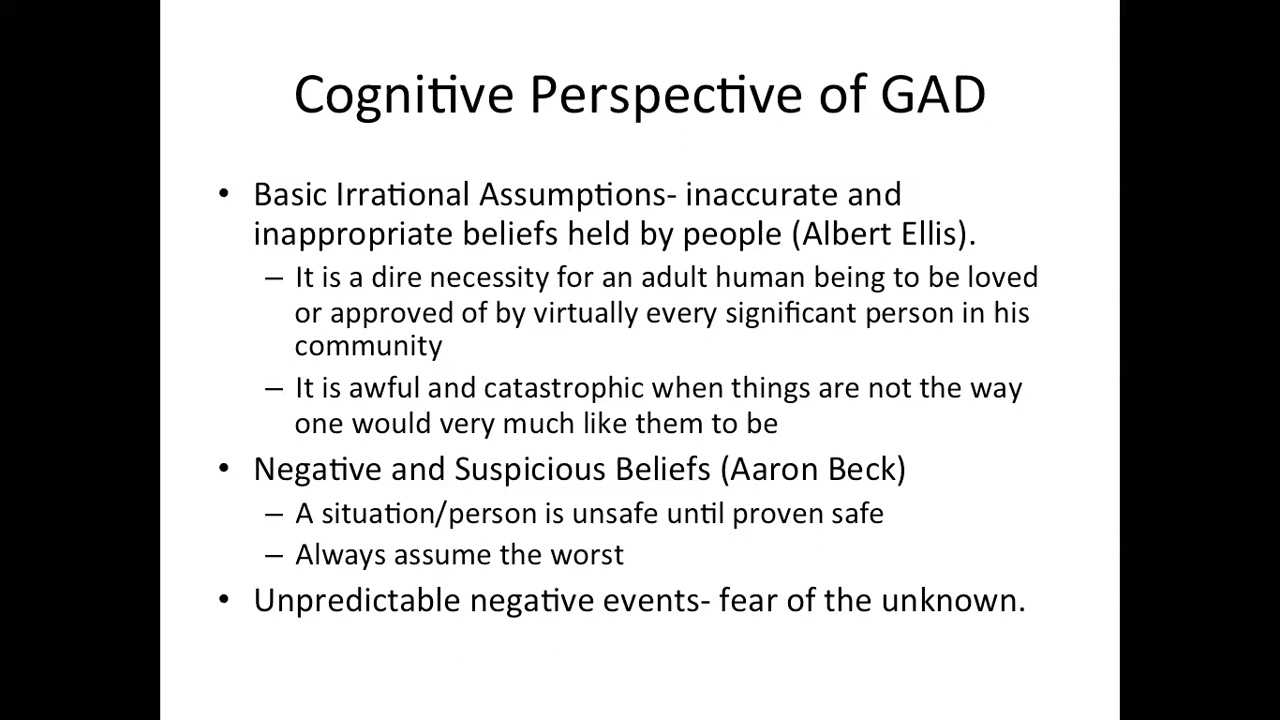 Cognitive Perspective of GAD
• Basic Irrational Assumptions- inaccurate and
inappropriate beliefs held by people (Albert Ellis).
– It is a dire necessity for an adult human being to be loved
or approved of by virtually every significant person in his
community
– It is awful and catastrophic when things are not the way
one would very much like them to be
• Negative and Suspicious Beliefs (Aaron Beck)
– A situation/person is unsafe until proven safe
– Always assume the worst
• Unpredictable negative events- fear of the unknown.